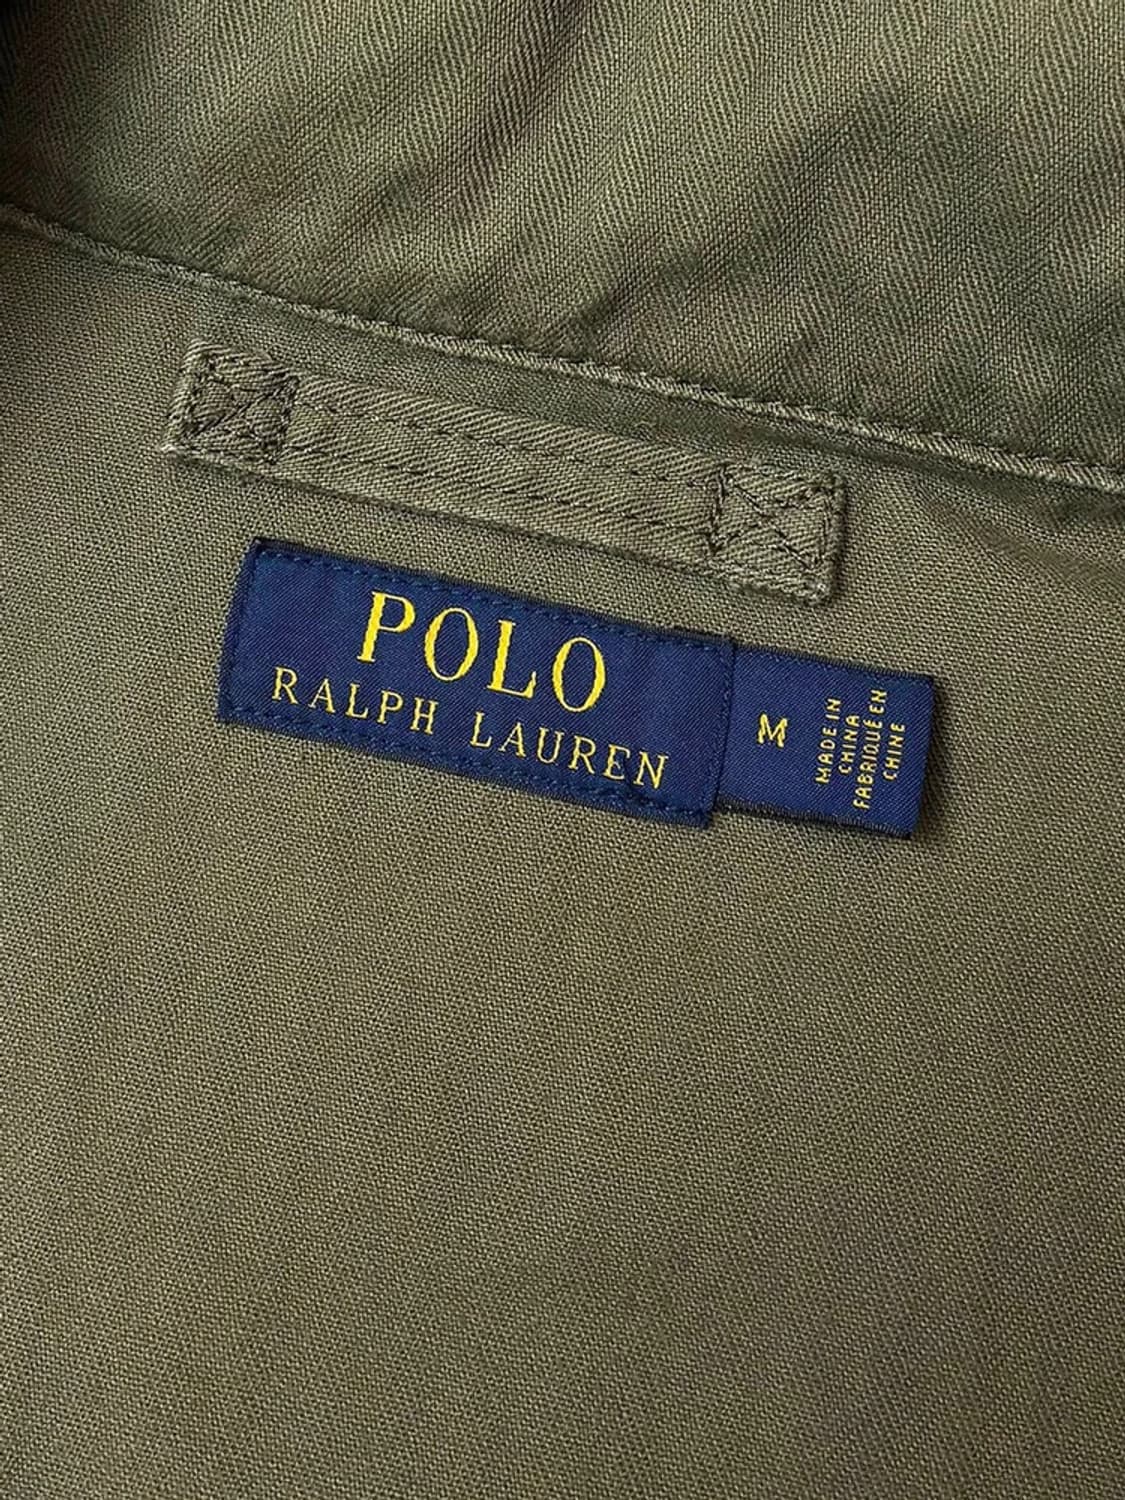 POLO
RALPH LAUREN
M
MADE IN
CHINA
FABRIQUÉ EN
CHINE